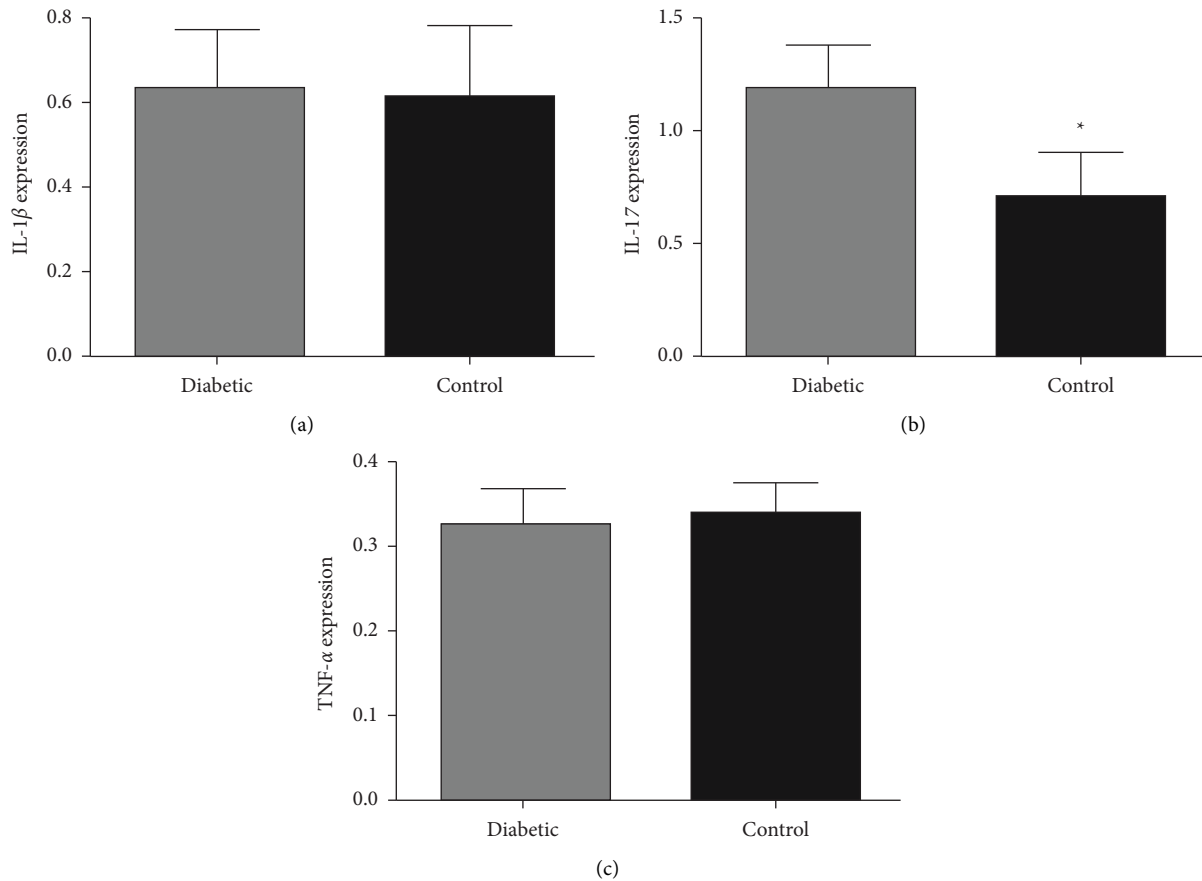 0.8
0.6
0.4
0.2
0.0
IL-1β expression
Diabetic Control
(a)
1.5
1.0
0.5
0.0
IL-17 expression
*
Diabetic Control
(b)
0.4
0.3
0.2
0.1
0.0
TNF-α expression
Diabetic Control
(c)